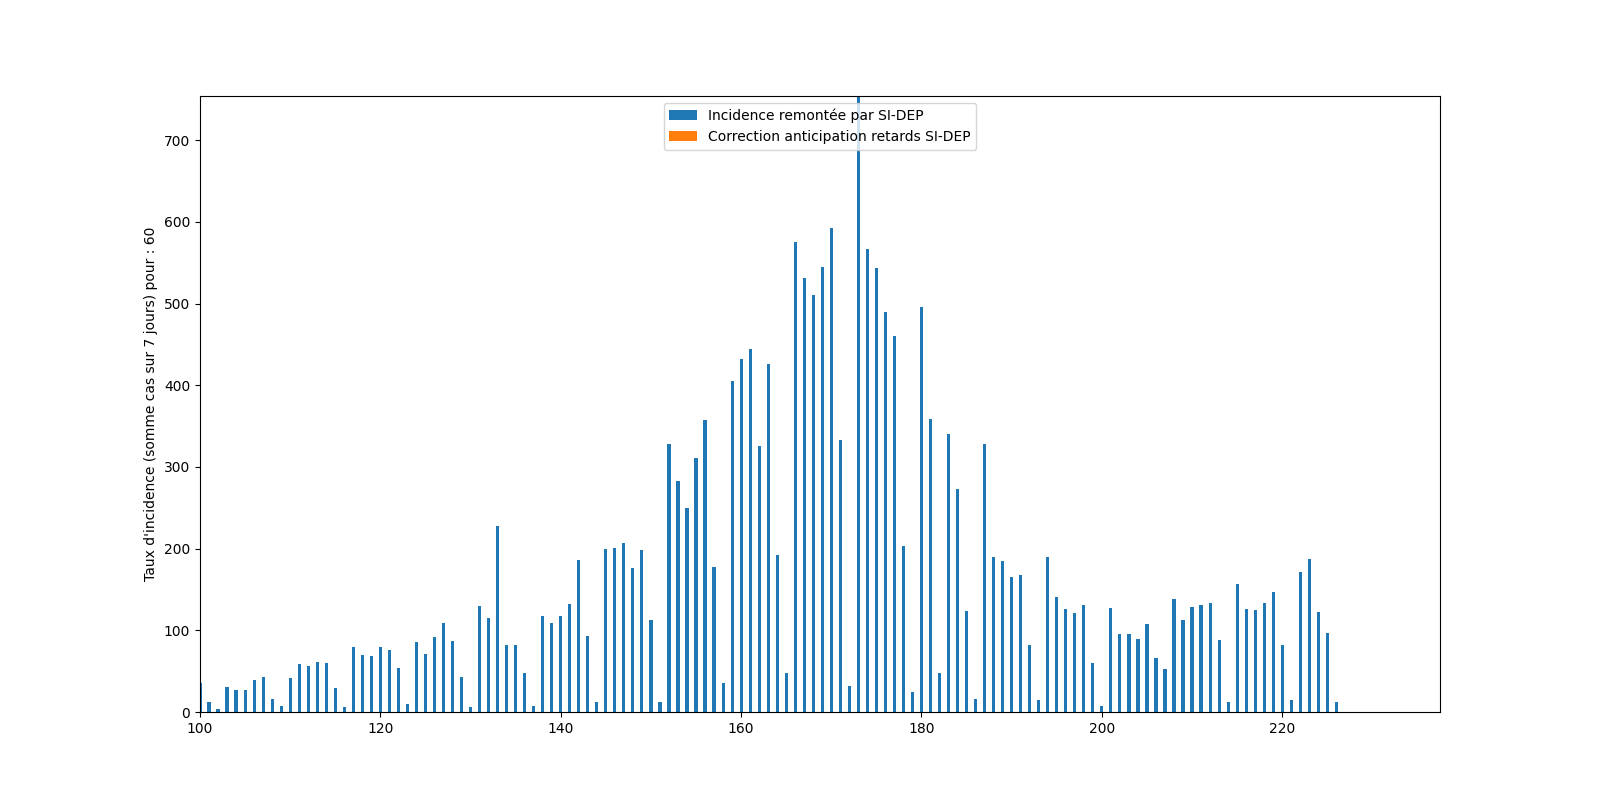 Incidence remontée par SI-DEP
Correction anticipation retards SI-DEP
Taux d'incidence (somme cas sur 7 jours) pour : 60
700
600
500
400
300
200
100
0
100 120 140 160 180 200 220